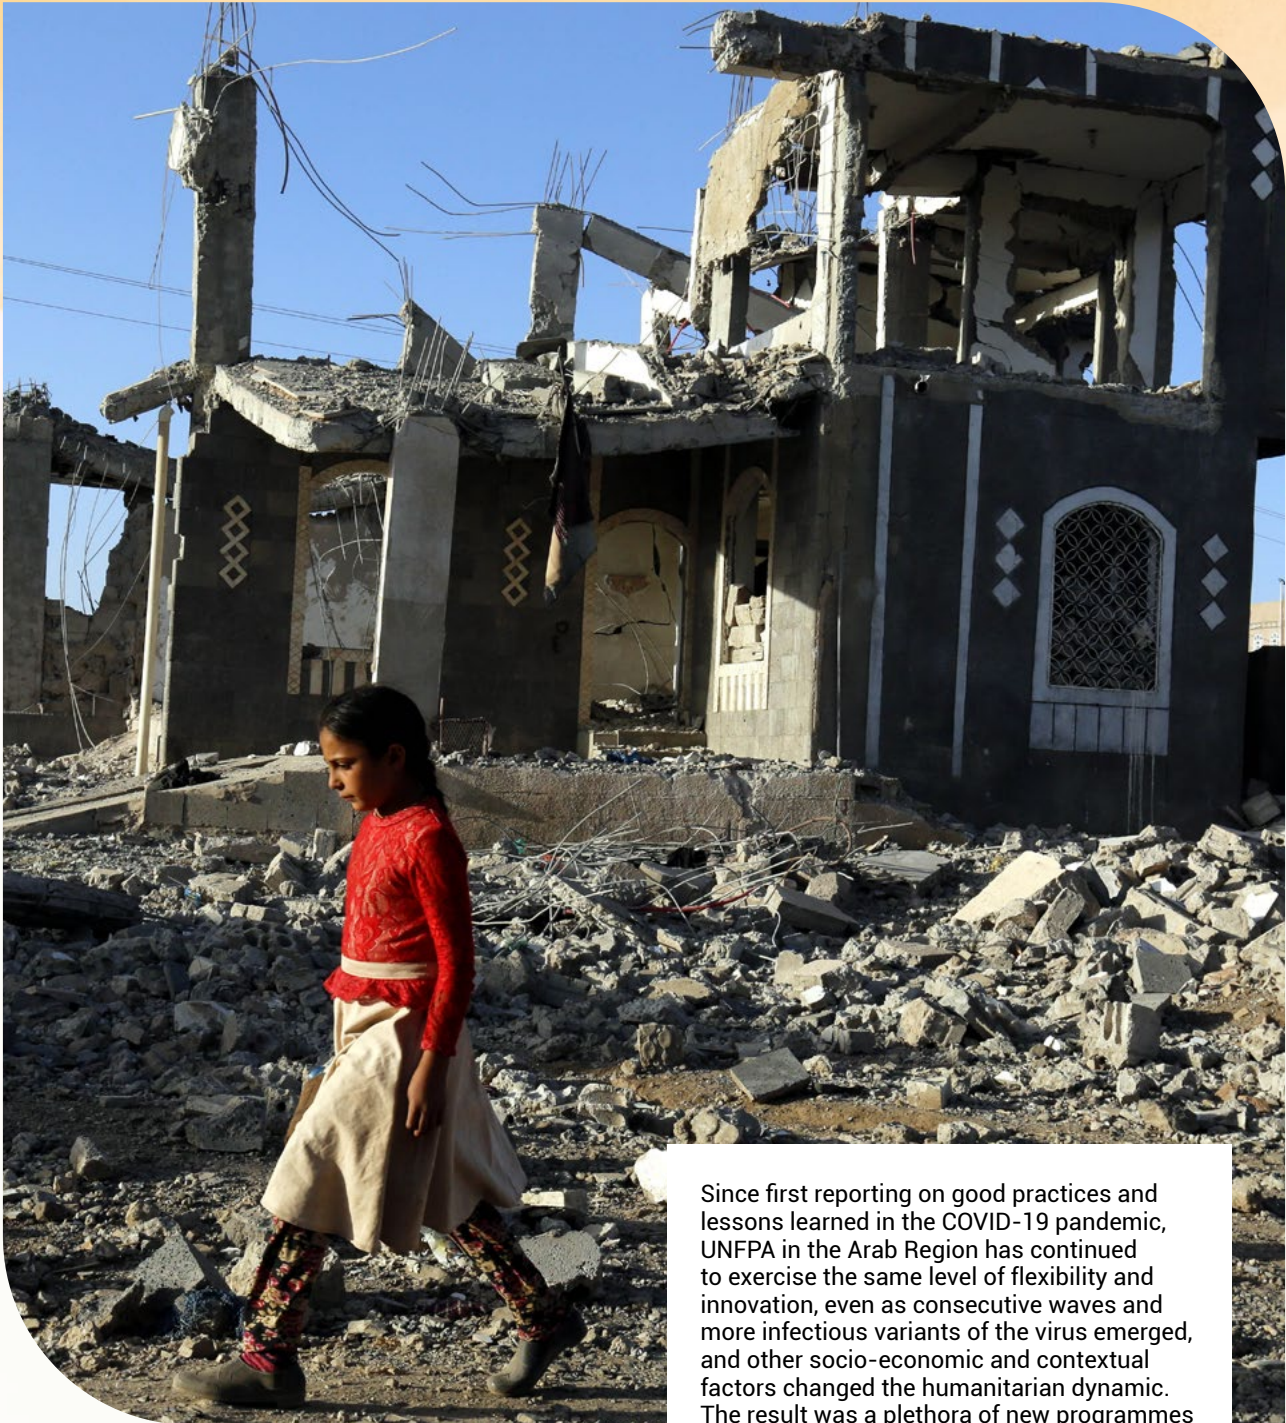 Since first reporting on good practices and
lessons learned in the COVID-19 pandemic,
UNFPA in the Arab Region has continued
to exercise the same level of flexibility and
innovation, even as consecutive waves and
more infectious variants of the virus emerged,
and other socio-economic and contextual
factors changed the humanitarian dynamic.
The result was a plethora of new programmes